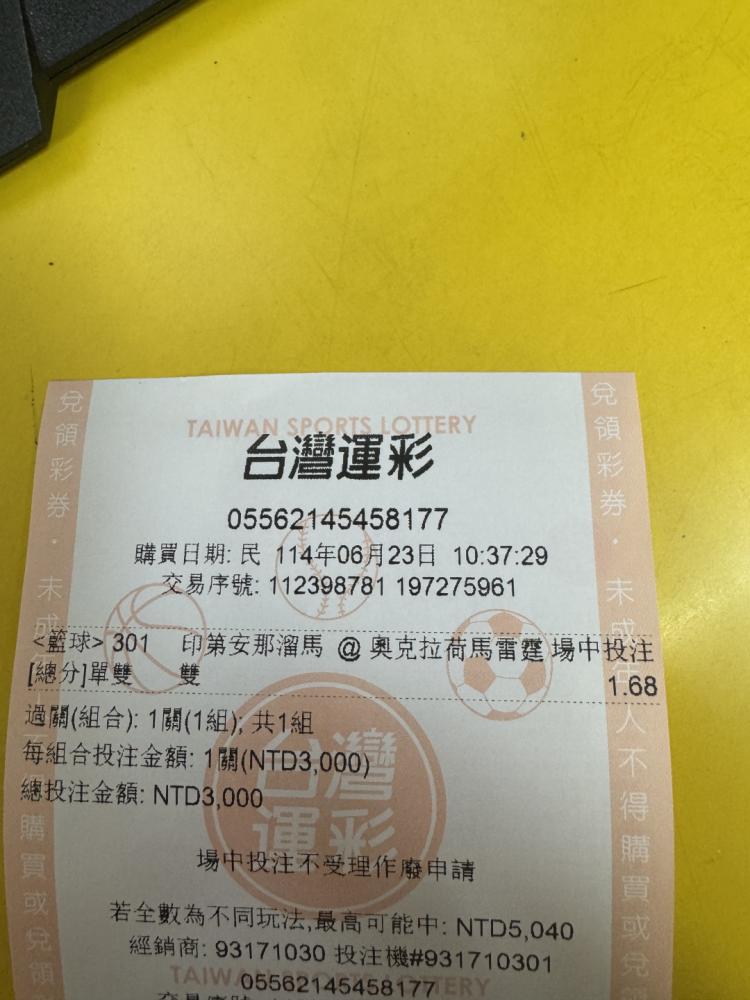 TAIWAN SPORTS LOTTERY
台灣運彩
05562145458177
購買日期: 民 114年06月23日 10:37:29
交易序號: 112398781 197275961
<籃球> 301 印第安那溜馬 @ 奧克拉荷馬雷霆 場中投注
[總分]單雙 雙 1.68
過關(組合): 1關(1組); 共1組
每組合投注金額: 1關(NTD3,000)
總投注金額: NTD3,000
台灣運彩
場中投注不受理作廢申請
若全數為不同玩法,最高可能中: NTD5,040
經銷商: 93171030 投注機#931710301
TAIWAN SPORTS LOTTERY
05562145458177
交易序號
兌領彩券．未成
購買或兌領
兌領彩券．未成年人不得購買或兌